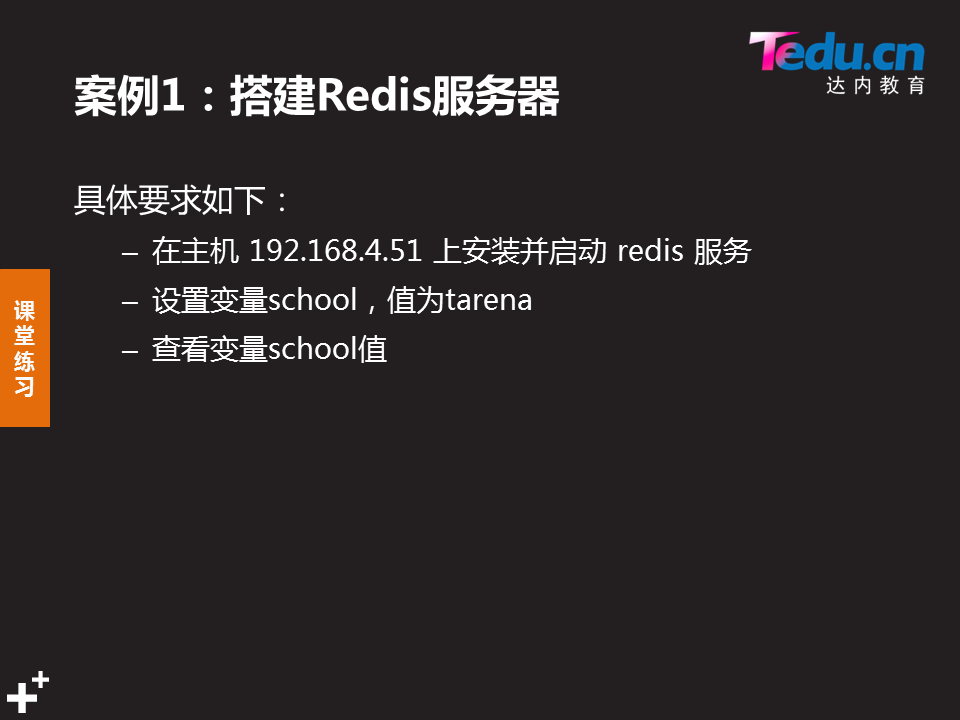 Tedu.cn
达内教育
案例1：搭建Redis服务器
具体要求如下：
– 在主机 192.168.4.51 上安装并启动 redis 服务
– 设置变量school，值为tarena
– 查看变量school值
课堂练习